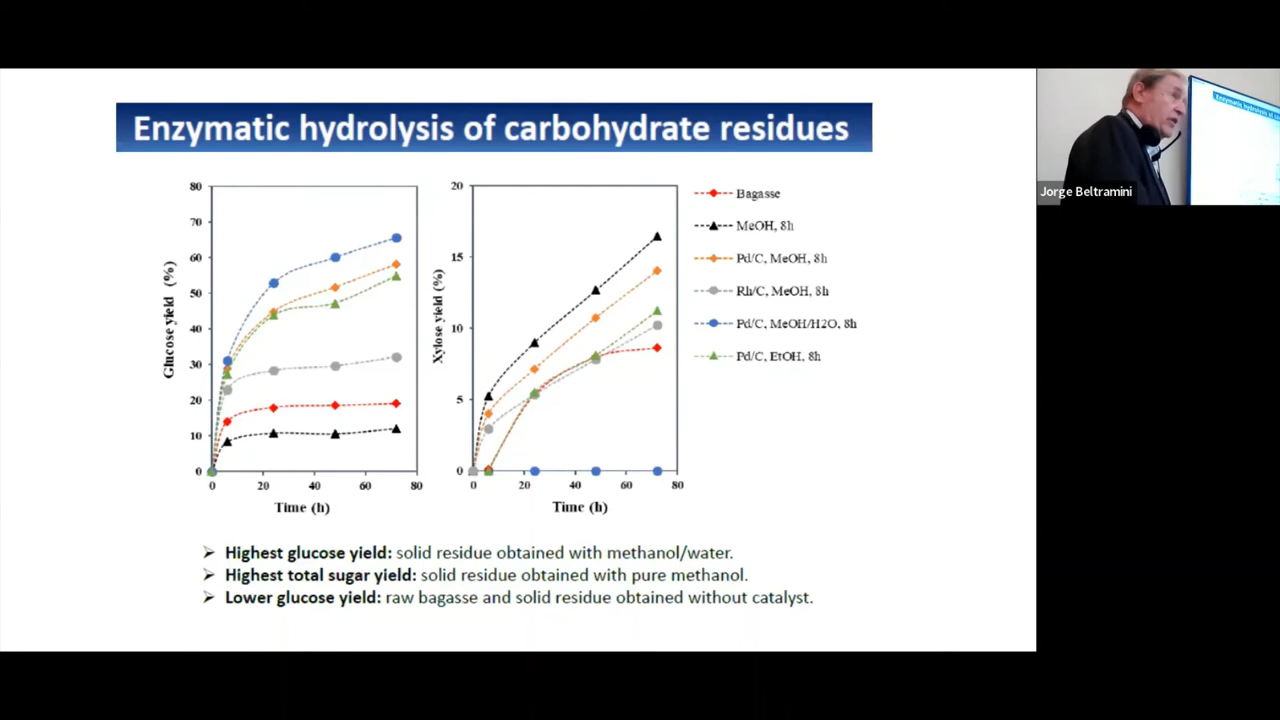 Enzymatic hydrolysis of carbohydrate residues
80
70
60
50
40
30
20
10
0
0 20 40 60 80
Glucose yield (%)
Time (h)
20
15
10
5
0
0 20 40 60 80
Xylose yield (%)
Time (h)
Bagasse
MeOH, 8h
Pd/C, MeOH, 8h
Rh/C, MeOH, 8h
Pd/C, MeOH/H2O, 8h
Pd/C, EtOH, 8h
➢ Highest glucose yield: solid residue obtained with methanol/water.
➢ Highest total sugar yield: solid residue obtained with pure methanol.
➢ Lower glucose yield: raw bagasse and solid residue obtained without catalyst.
Jorge Beltramini
Enzymatic hydrolysis of